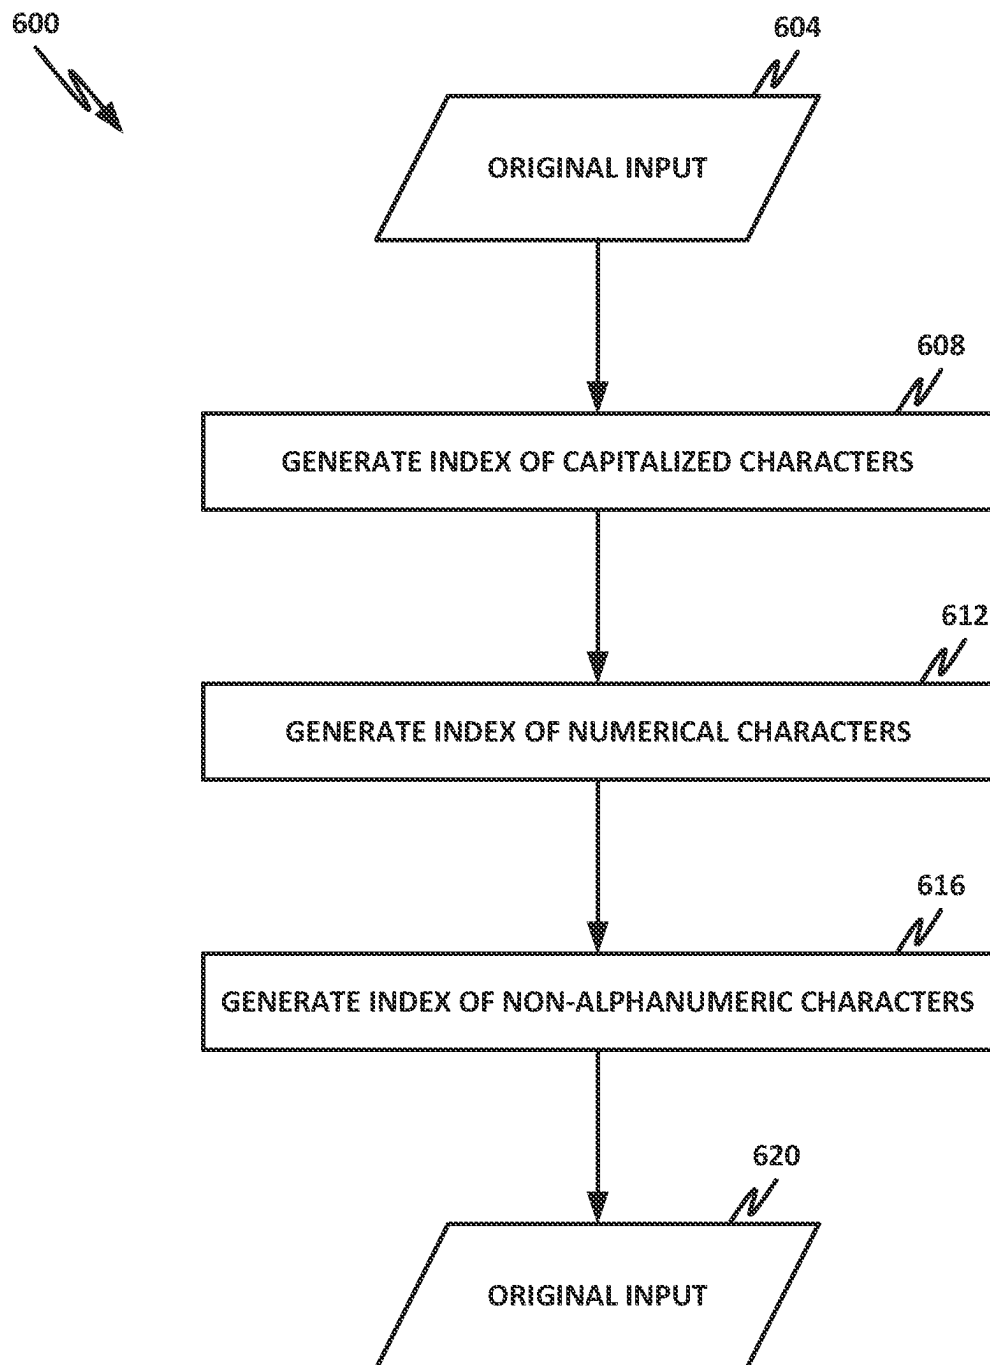 600
604
ORIGINAL INPUT
608
GENERATE INDEX OF CAPITALIZED CHARACTERS
612
GENERATE INDEX OF NUMERICAL CHARACTERS
616
GENERATE INDEX OF NON-ALPHANUMERIC CHARACTERS
620
ORIGINAL INPUT